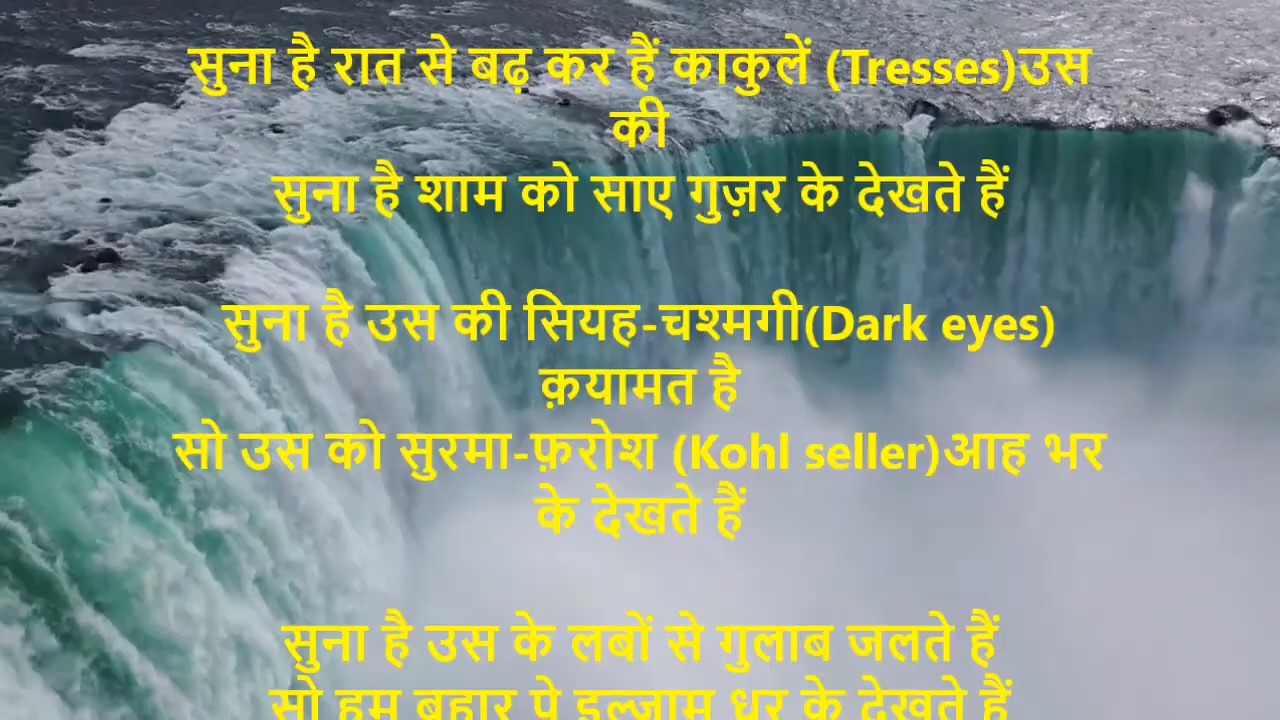 सुना है रात से बढ़ कर हैं काकुलें (Tresses)उस
की
सुना है शाम को साए गुज़र के देखते हैं
सुना है उस की सियह-चश्मगी(Dark eyes)
क़यामत है
सो उस को सुरमा-फ़रोश (Kohl seller)आह भर
के देखते हैं
सुना है उस के लबों से गुलाब जलते हैं
सो हम बहार पे इल्ज़ाम धर के देखते हैं